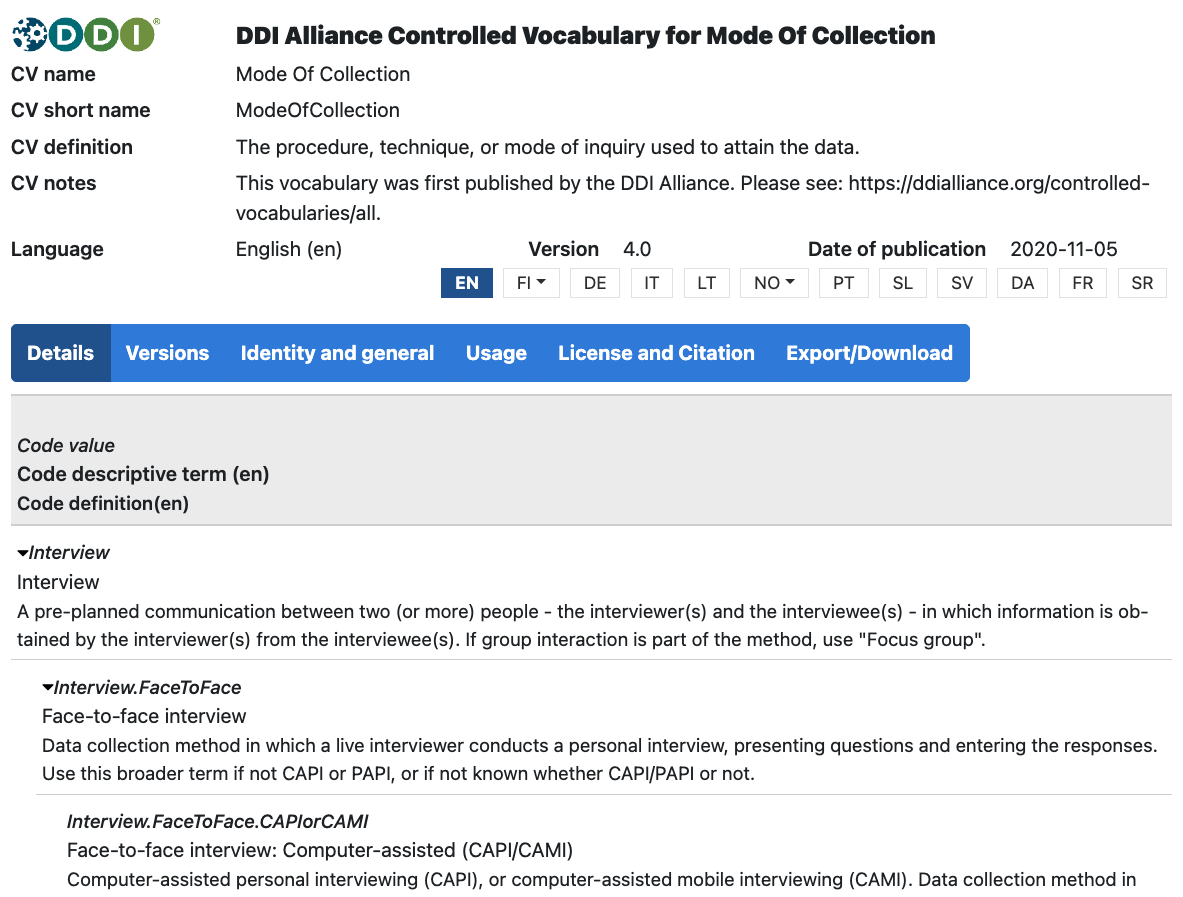 DDI®
DDI Alliance Controlled Vocabulary for Mode Of Collection
CV name Mode Of Collection
CV short name ModeOfCollection
CV definition The procedure, technique, or mode of inquiry used to attain the data.
CV notes This vocabulary was first published by the DDI Alliance. Please see: https://ddialliance.org/controlled-
vocabularies/all.
Language English (en) Version 4.0 Date of publication 2020-11-05
EN FI DE IT LT NO PT SL SV DA FR SR
Details Versions Identity and general Usage License and Citation Export/Download
Code value
Code descriptive term (en)
Code definition(en)
Interview
Interview
A pre-planned communication between two (or more) people - the interviewer(s) and the interviewee(s) - in which information is ob-
tained by the interviewer(s) from the interviewee(s). If group interaction is part of the method, use "Focus group".
Interview.FaceToFace
Face-to-face interview
Data collection method in which a live interviewer conducts a personal interview, presenting questions and entering the responses.
Use this broader term if not CAPI or PAPI, or if not known whether CAPI/PAPI or not.
Interview.FaceToFace.CAPIorCAMI
Face-to-face interview: Computer-assisted (CAPI/CAMI)
Computer-assisted personal interviewing (CAPI), or computer-assisted mobile interviewing (CAMI). Data collection method in